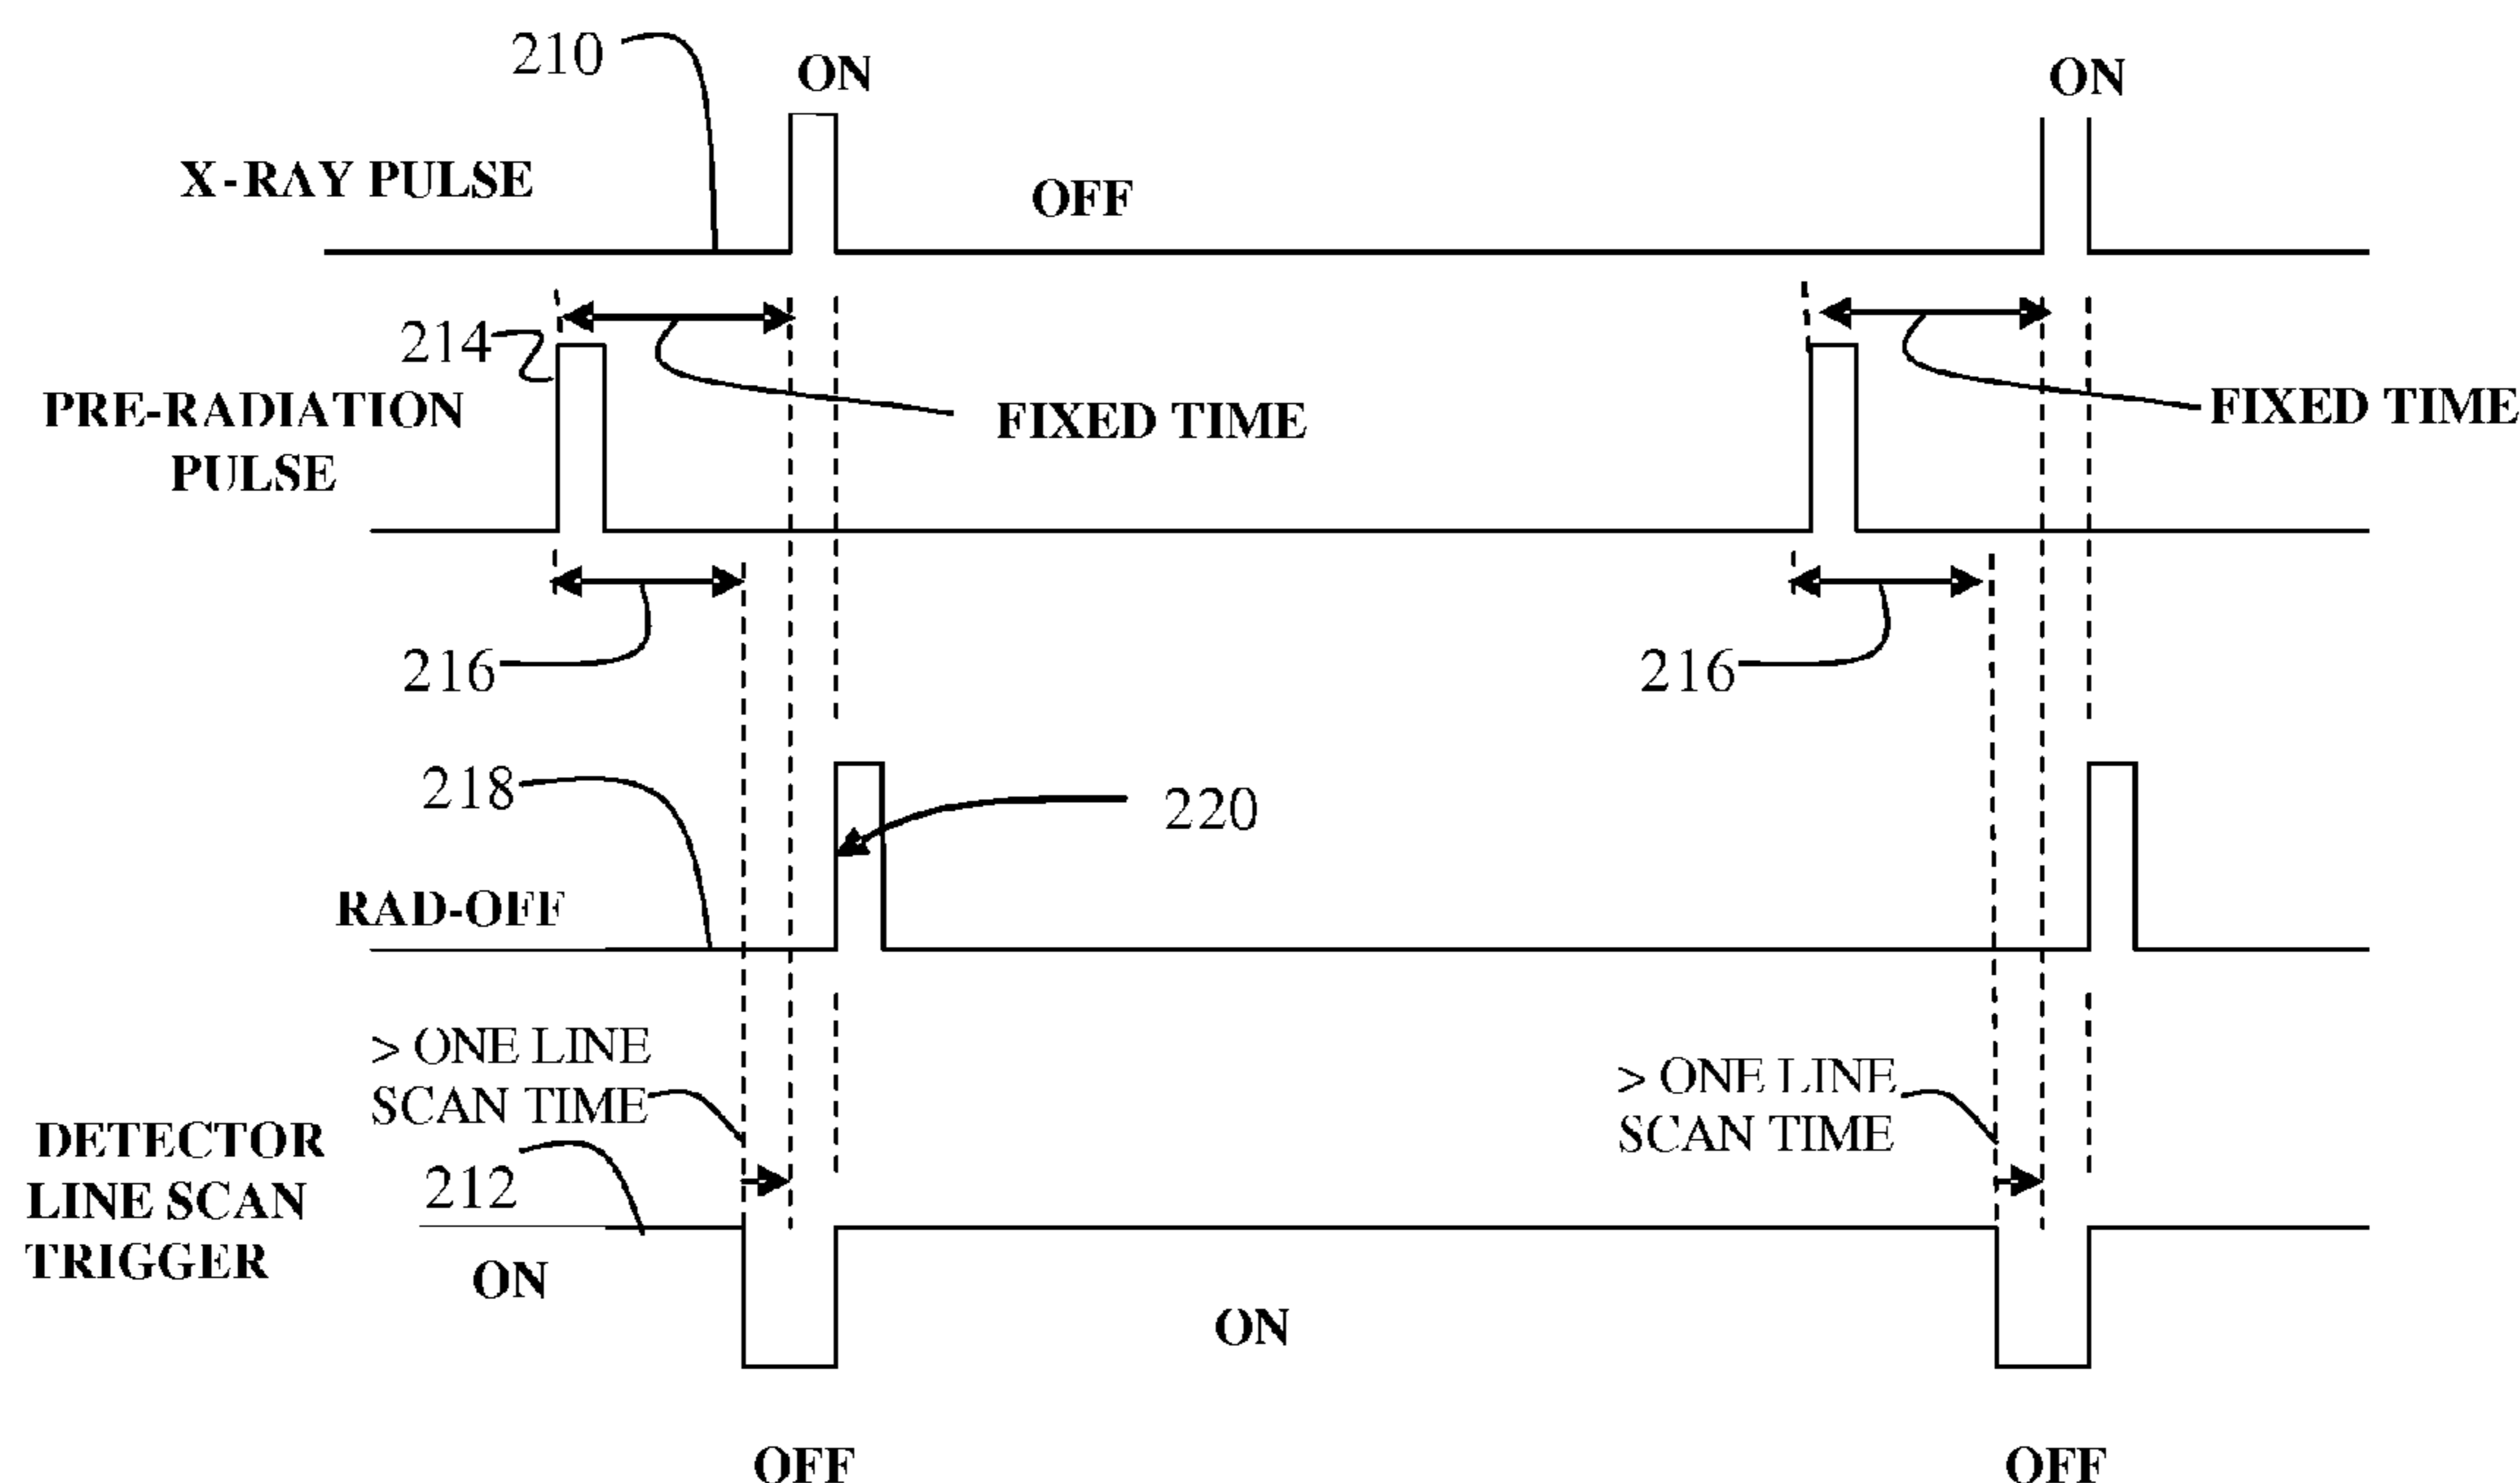 210
ON
ON
X-RAY PULSE
OFF
214
PRE-RADIATION
PULSE
FIXED TIME
FIXED TIME
216
216
218
220
RAD-OFF
> ONE LINE
SCAN TIME
> ONE LINE
SCAN TIME
DETECTOR
LINE SCAN
TRIGGER
212
ON
ON
OFF
OFF